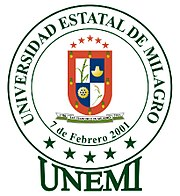 UNIVERSIDAD ESTATAL DE MILAGRO
7 de Febrero 2001
UNEMI